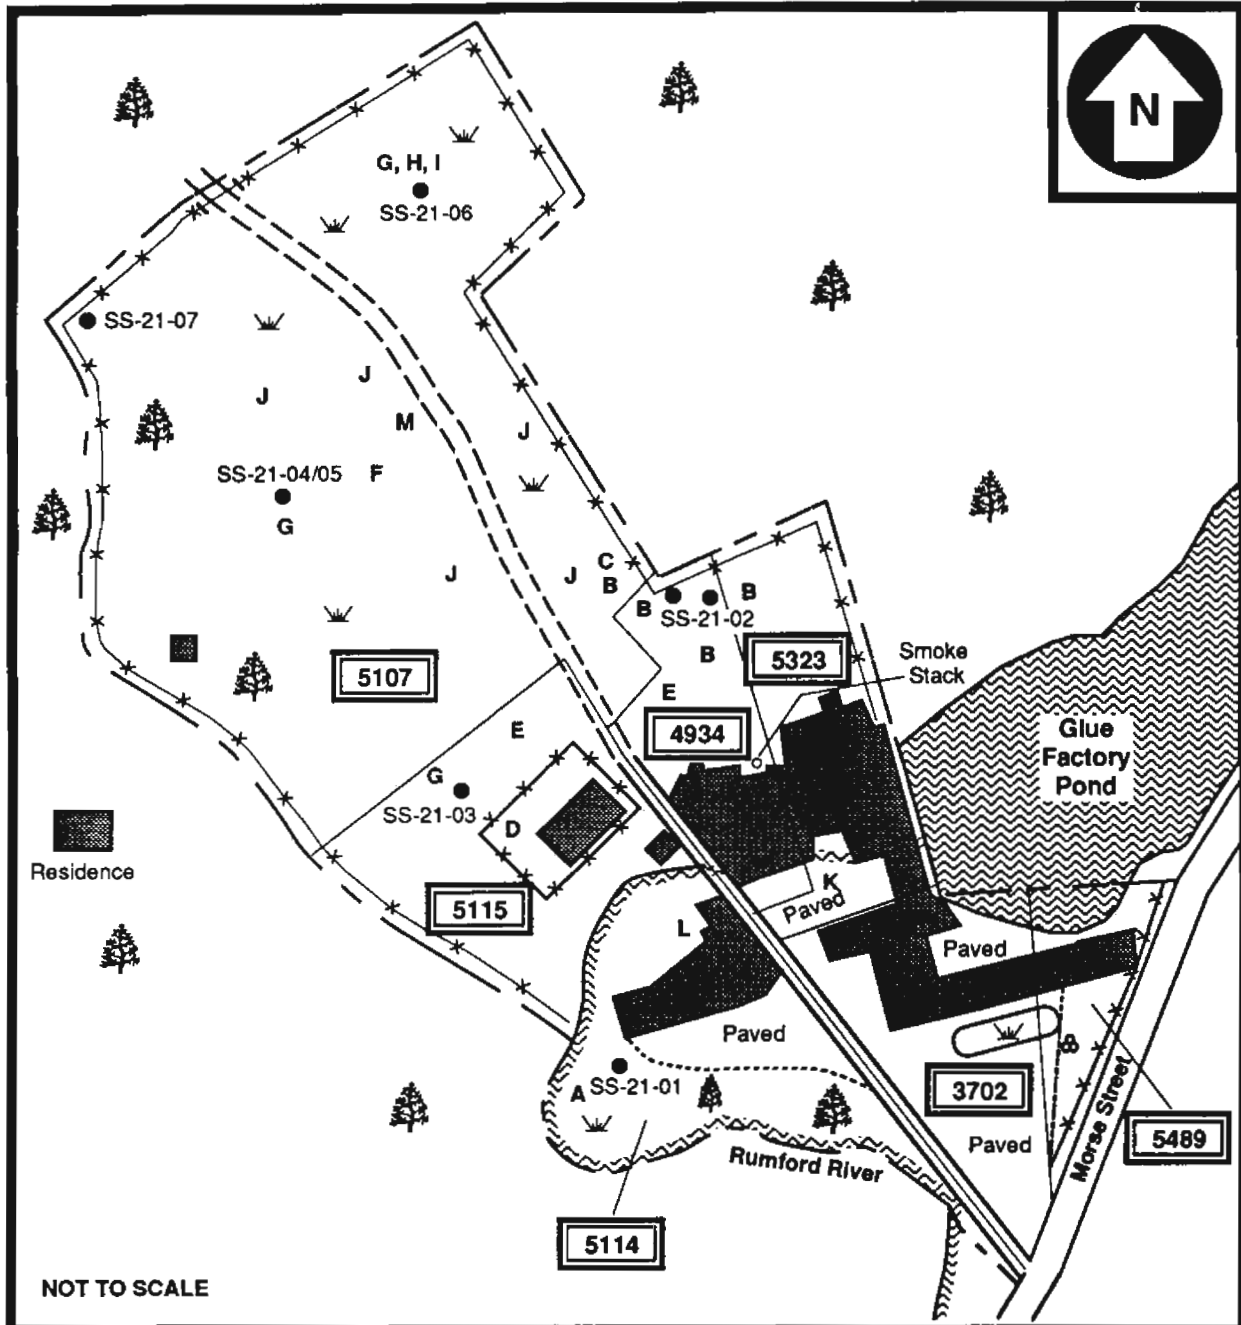 N
G, H, I
SS-21-06
SS-21-07
J
J
M
J
SS-21-04/05
F
G
J
J
C
B
B
B
SS-21-02
B
5323
Smoke
Stack
5107
E
E
4934
Glue
Factory
Pond
G
SS-21-03
D
Residence
K
Paved
5115
L
Paved
Paved
SS-21-01
A
3702
Morse Street
Paved
5489
Rumford River
5114
NOT TO SCALE